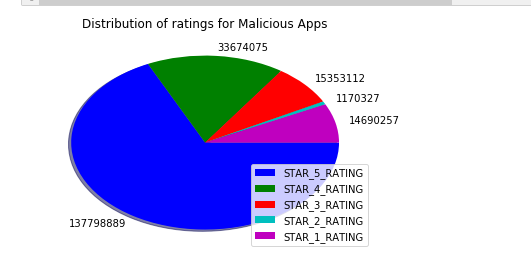 Distribution of ratings for Malicious Apps
33674075
15353112
1170327
14690257
137798889
STAR_5_RATING
STAR_4_RATING
STAR_3_RATING
STAR_2_RATING
STAR_1_RATING